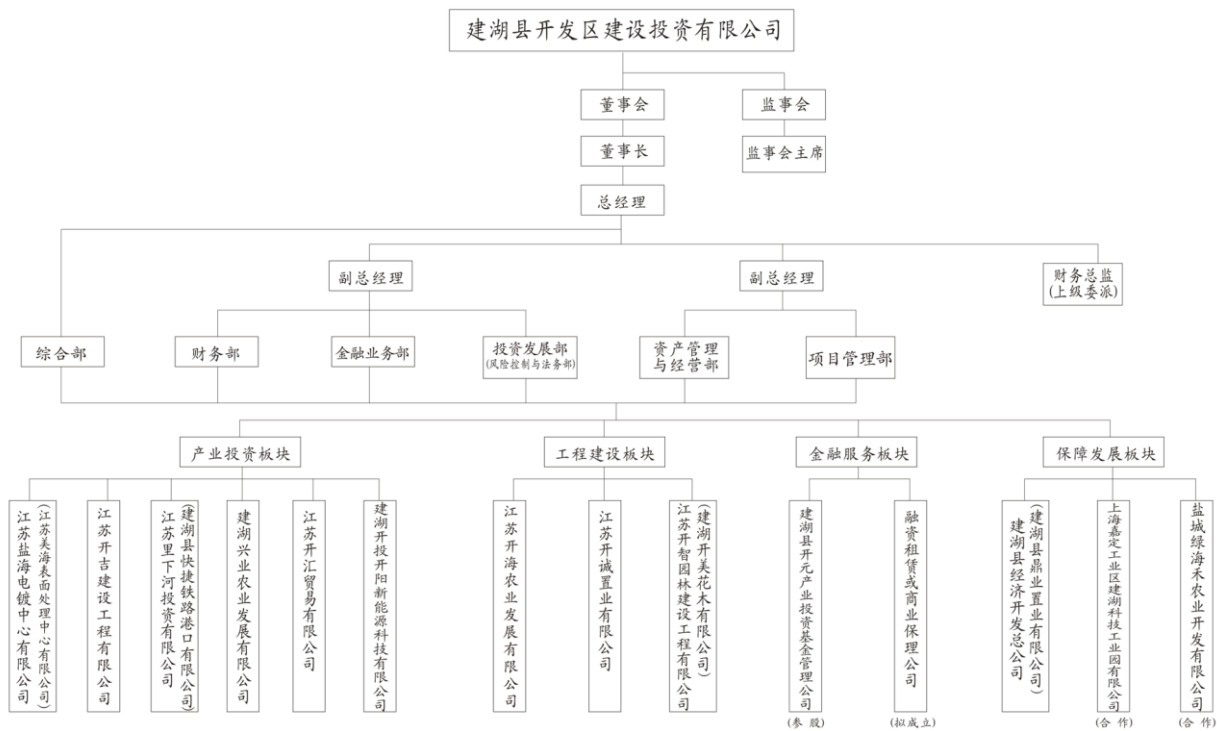 建湖县开发区建设投资有限公司
董事会
监事会
董事长
监事会主席
总经理
副总经理
副总经理
财务总监
(上级委派)
综合部
财务部
金融业务部
投资发展部
(风险控制与法务部)
资产管理
与经营部
项目管理部
产业投资板块
工程建设板块
金融服务板块
保障发展板块
(江苏美海表面处理中心有限公司)
江苏盐海电镀中心有限公司
江苏开吉建设工程有限公司
(建湖县快捷铁路港口有限公司)
江苏里下河投资有限公司
建湖兴业农业发展有限公司
江苏开汇贸易有限公司
建湖开投开阳新能源科技有限公司
江苏开海农业发展有限公司
江苏开诚置业有限公司
(建湖开美花木有限公司)
江苏开智园林建设工程有限公司
建湖县开元产业投资基金管理公司
(参股)
融资租赁或商业保理公司
(拟成立)
(建湖县鼎业置业有限公司)
建湖县经济开发总公司
上海嘉定工业区建湖科技工业园有限公司
(合作)
盐城绿海禾农业开发有限公司
(合作)